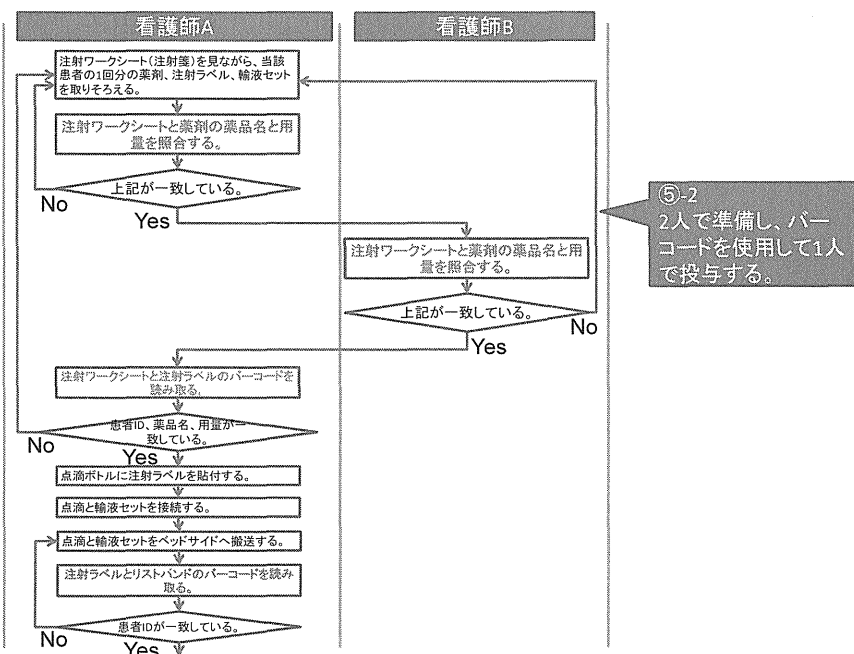 看護師A
看護師B
注射ワークシート(注射箋)を見ながら、当該
患者の1回分の薬剤、注射ラベル、輸液セット
を取りそろえる。
注射ワークシートと薬剤の薬品名と用
量を照合する。
上記が一致している。
No
Yes
注射ワークシートと薬剤の薬品名と用
量を照合する。
上記が一致している。
No
Yes
⑤-2
2人で準備し、バー
コードを使用して1人
で投与する。
注射ワークシートと注射ラベルのバーコードを
読み取る。
患者ID、薬品名、用量が一
致している。
No
Yes
点滴ボトルに注射ラベルを貼付する。
点滴と輸液セットを接続する。
点滴と輸液セットをベッドサイドへ搬送する。
注射ラベルとリストバンドのバーコードを読み
取る。
患者IDが一致している。
No
Yes